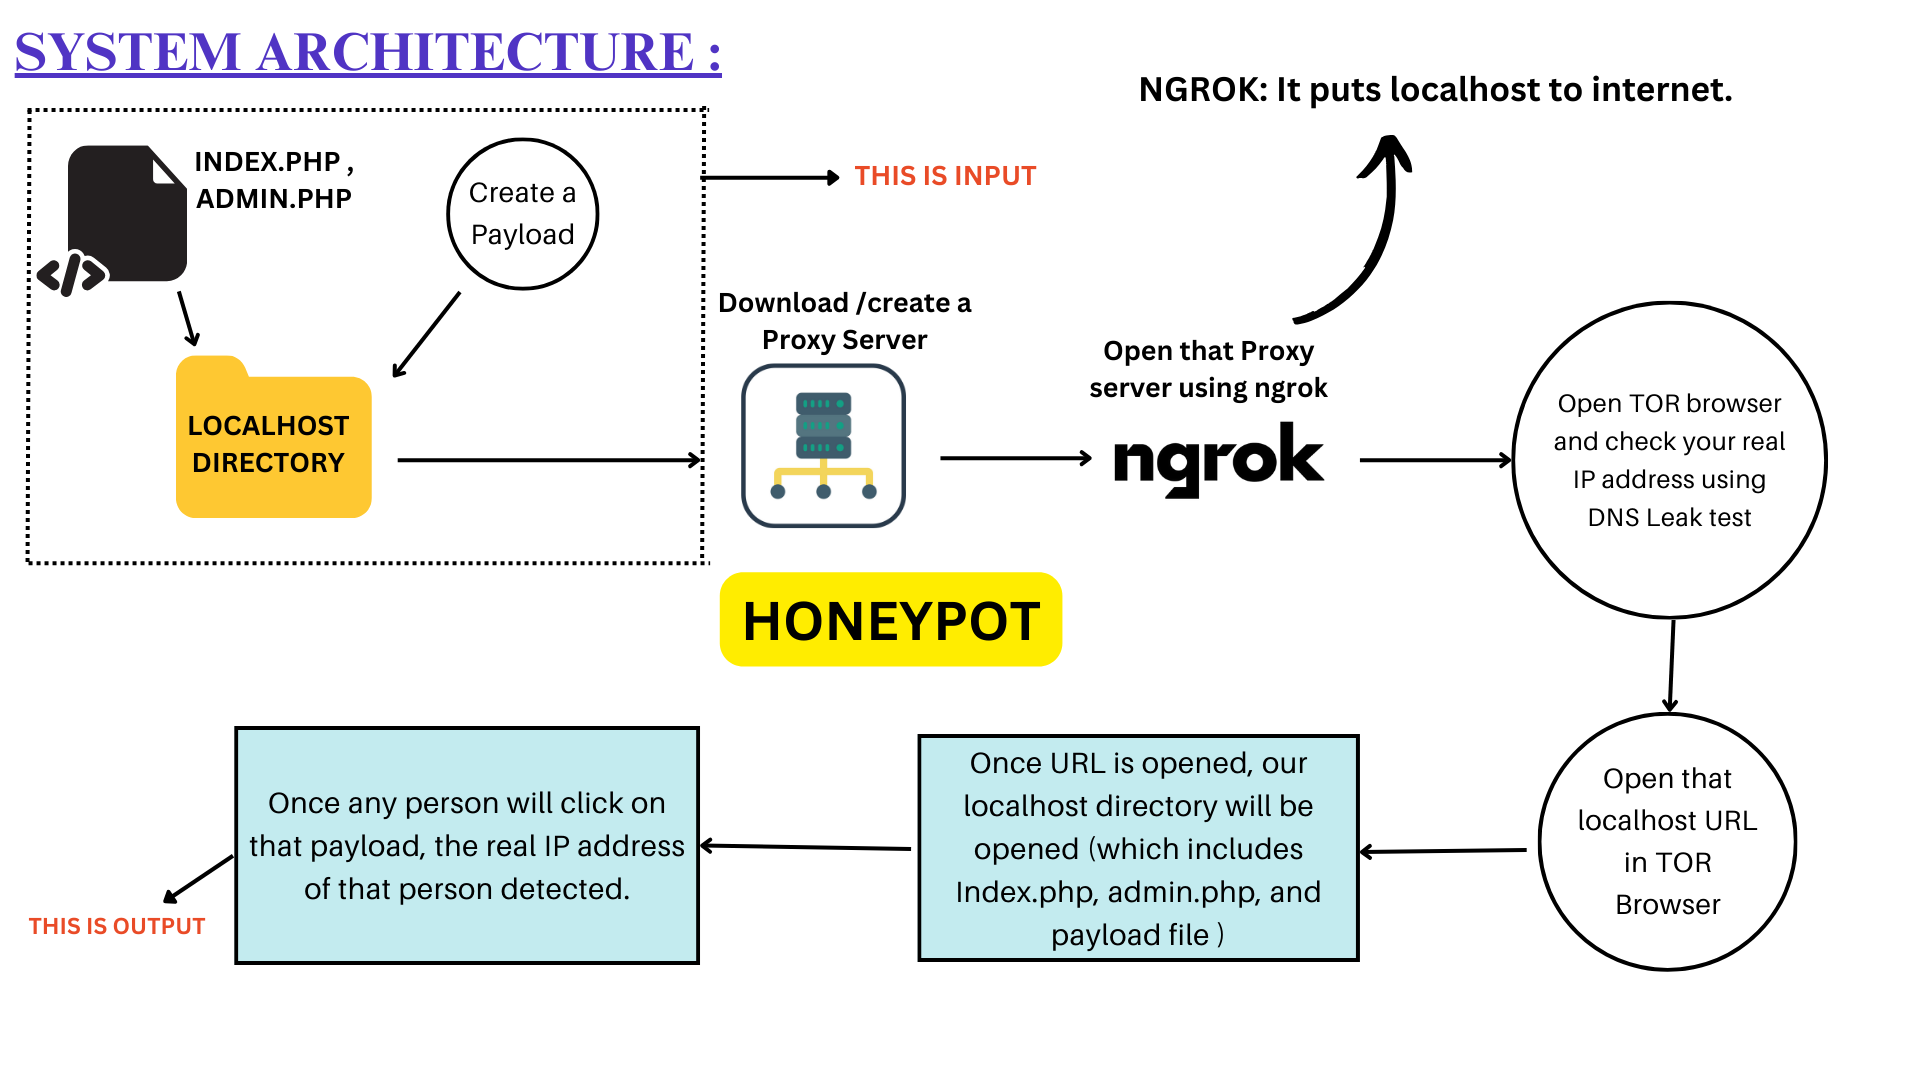 SYSTEM ARCHITECTURE :
NGROK: It puts localhost to internet.
INDEX.PHP ,
ADMIN.PHP
Create a
Payload
THIS IS INPUT
LOCALHOST
DIRECTORY
Download /create a
Proxy Server
Open that Proxy
server using ngrok
ngrok
Open TOR browser
and check your real
IP address using
DNS Leak test
HONEYPOT
Open that
localhost URL
in TOR
Browser
Once URL is opened, our
localhost directory will be
opened (which includes
Index.php, admin.php, and
payload file )
Once any person will click on
that payload, the real IP address
of that person detected.
THIS IS OUTPUT